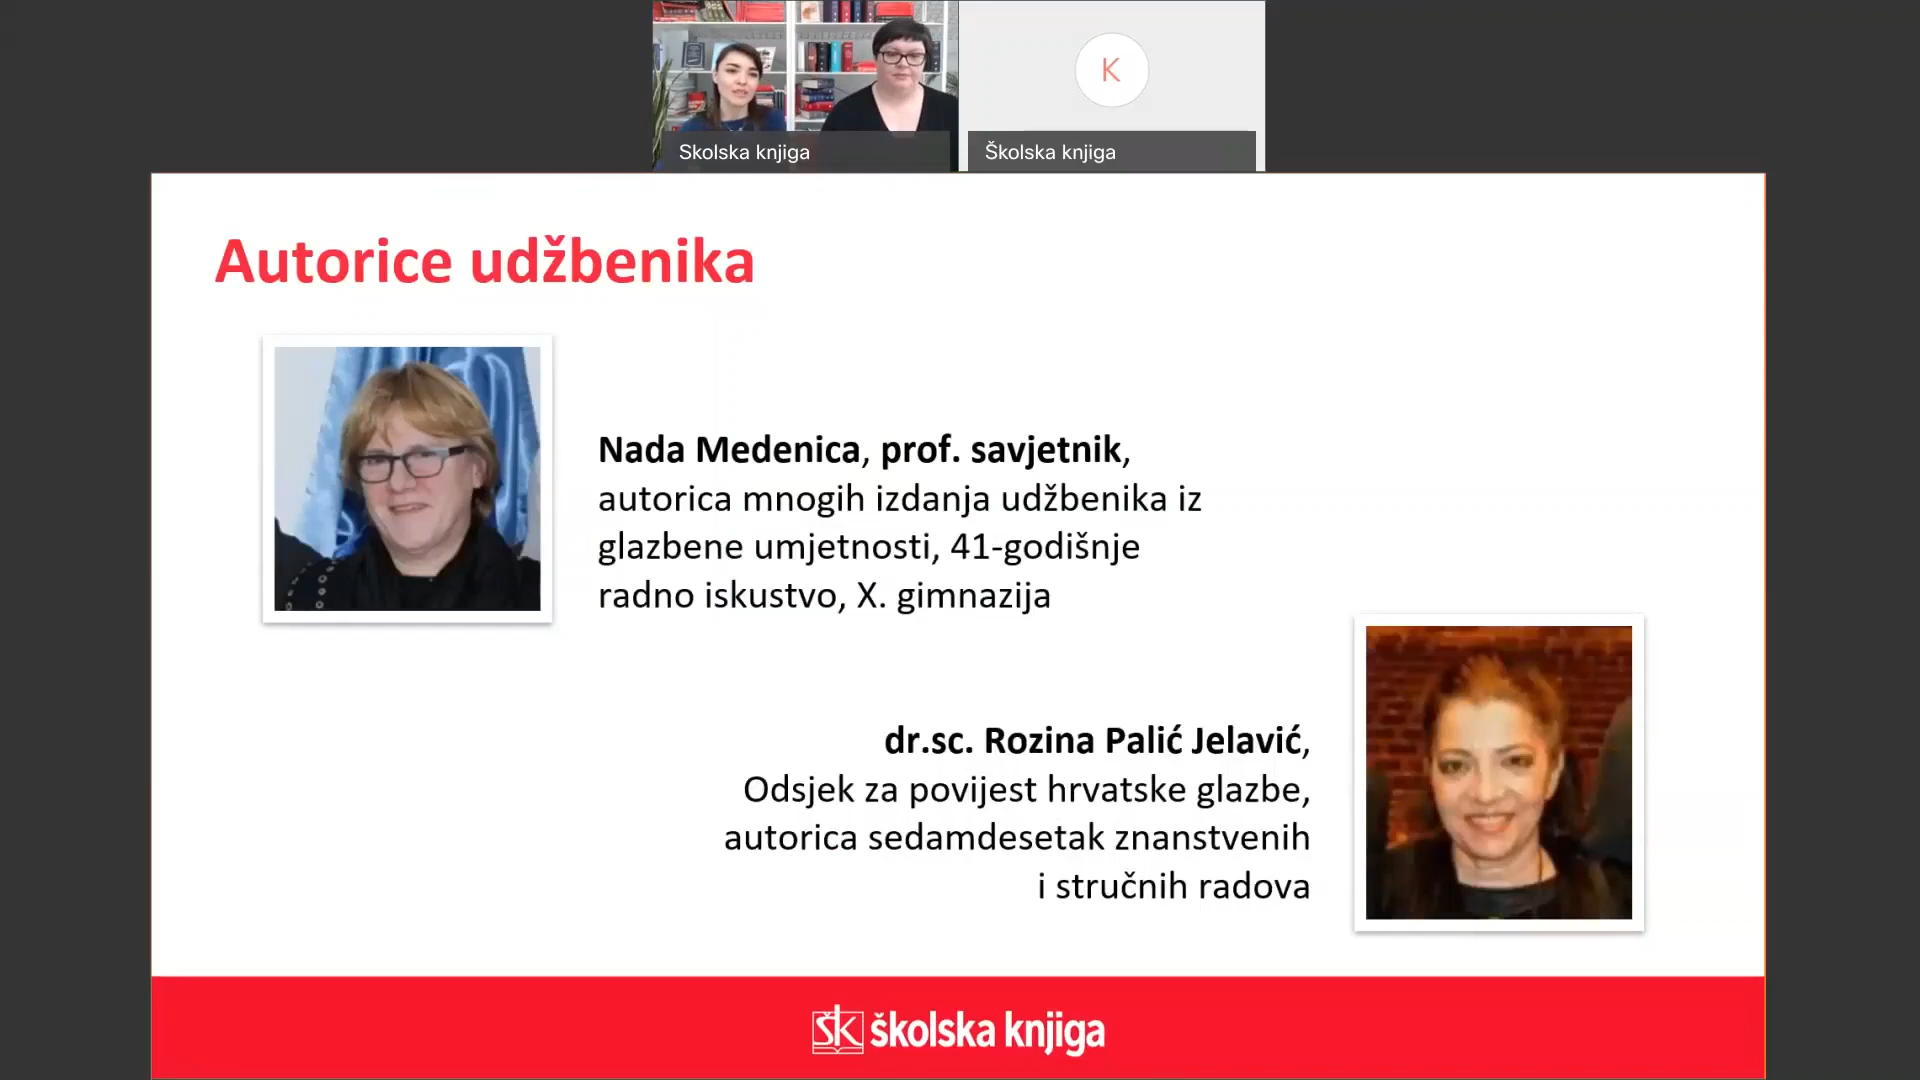 Skolska knjiga
K
Školska knjiga
Autorice udžbenika
Nada Medenica, prof. savjetnik,
autorica mnogih izdanja udžbenika iz
glazbene umjetnosti, 41-godišnje
radno iskustvo, X. gimnazija
dr.sc. Rozina Palić Jelavić,
Odsjek za povijest hrvatske glazbe,
autorica sedamdesetak znanstvenih
i stručnih radova
ŠK školska knjiga